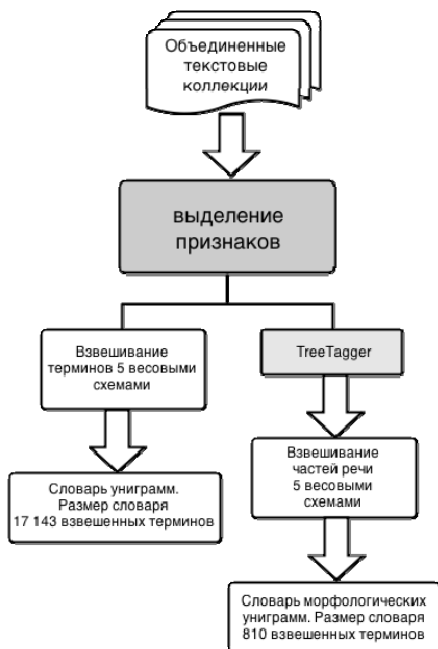 Объединенные
текстовые
коллекции
выделение
признаков
Взвешивание
терминов 5 весовыми
схемами
Словарь униграмм.
Размер словаря
17 143 взвешенных терминов
TreeTagger
Взвешивание
частей речи
5 весовыми
схемами
Словарь морфологических
униграмм. Размер словаря
810 взвешенных терминов